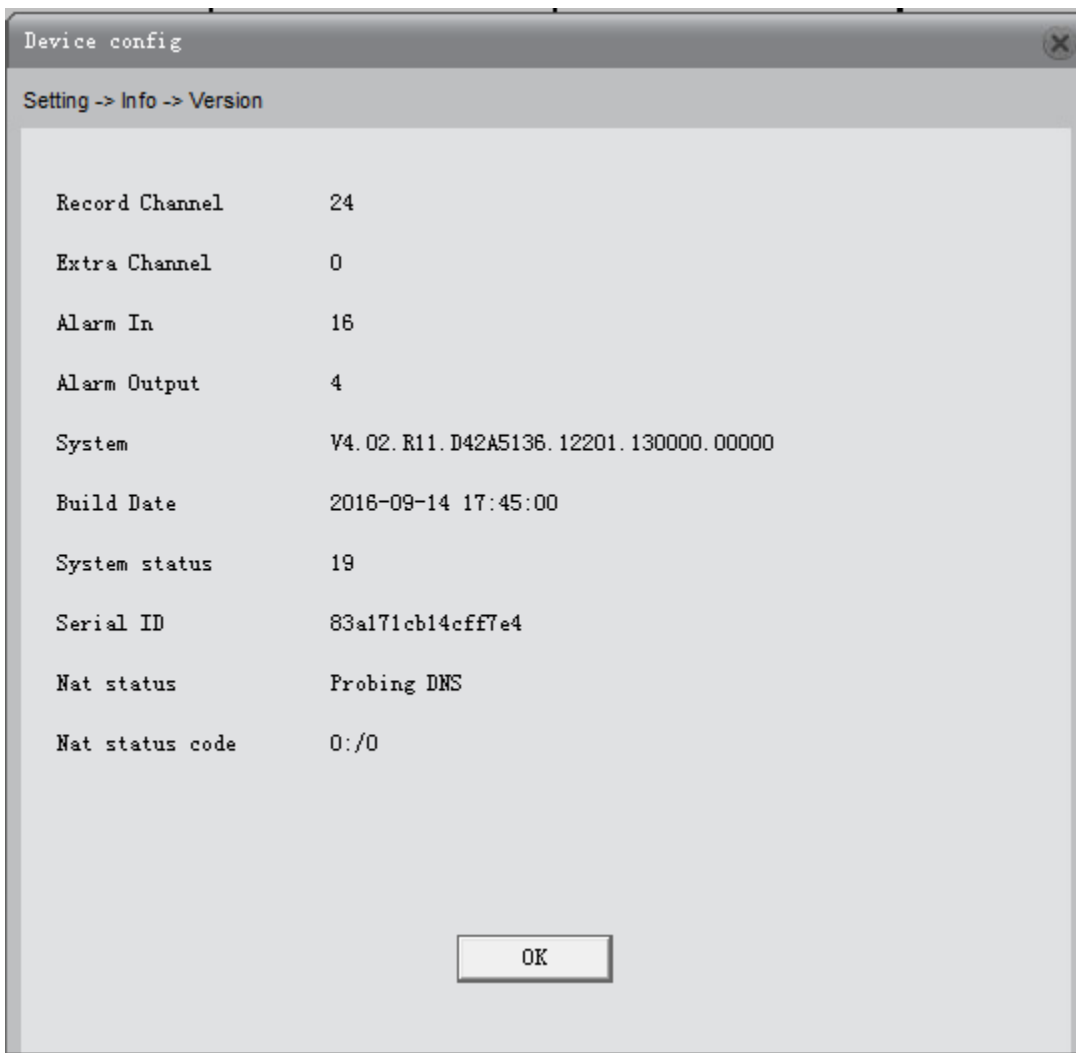 Device config
Setting -> Info -> Version
Record Channel 24
Extra Channel 0
Alarm In 16
Alarm Output 4
System V4.02.R11.D42A5136.12201.130000.00000
Build Date 2016-09-14 17:45:00
System status 19
Serial ID 83a171cb14cff7e4
Nat status Probing DNS
Nat status code 0:/0
OK